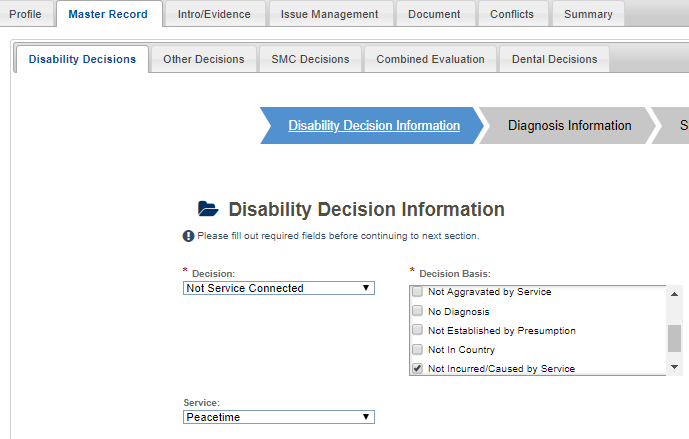 Profile Master Record Intro/Evidence Issue Management Document Conflicts Summary
Disability Decisions Other Decisions SMC Decisions Combined Evaluation Dental Decisions
Disability Decision Information Diagnosis Information S
Disability Decision Information
Please fill out required fields before continuing to next section.
* Decision: * Decision Basis:
Not Service Connected
Not Aggravated by Service
No Diagnosis
Not Established by Presumption
Not In Country
Not Incurred/Caused by Service
Service:
Peacetime